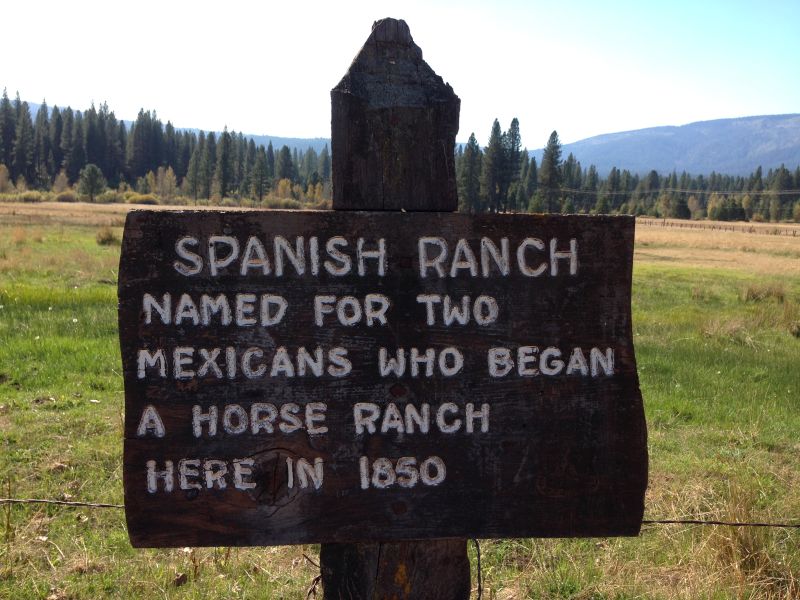 SPANISH RANCH
NAMED FOR TWO
MEXICANS WHO BEGAN
A HORSE RANCH
HERE IN 1850